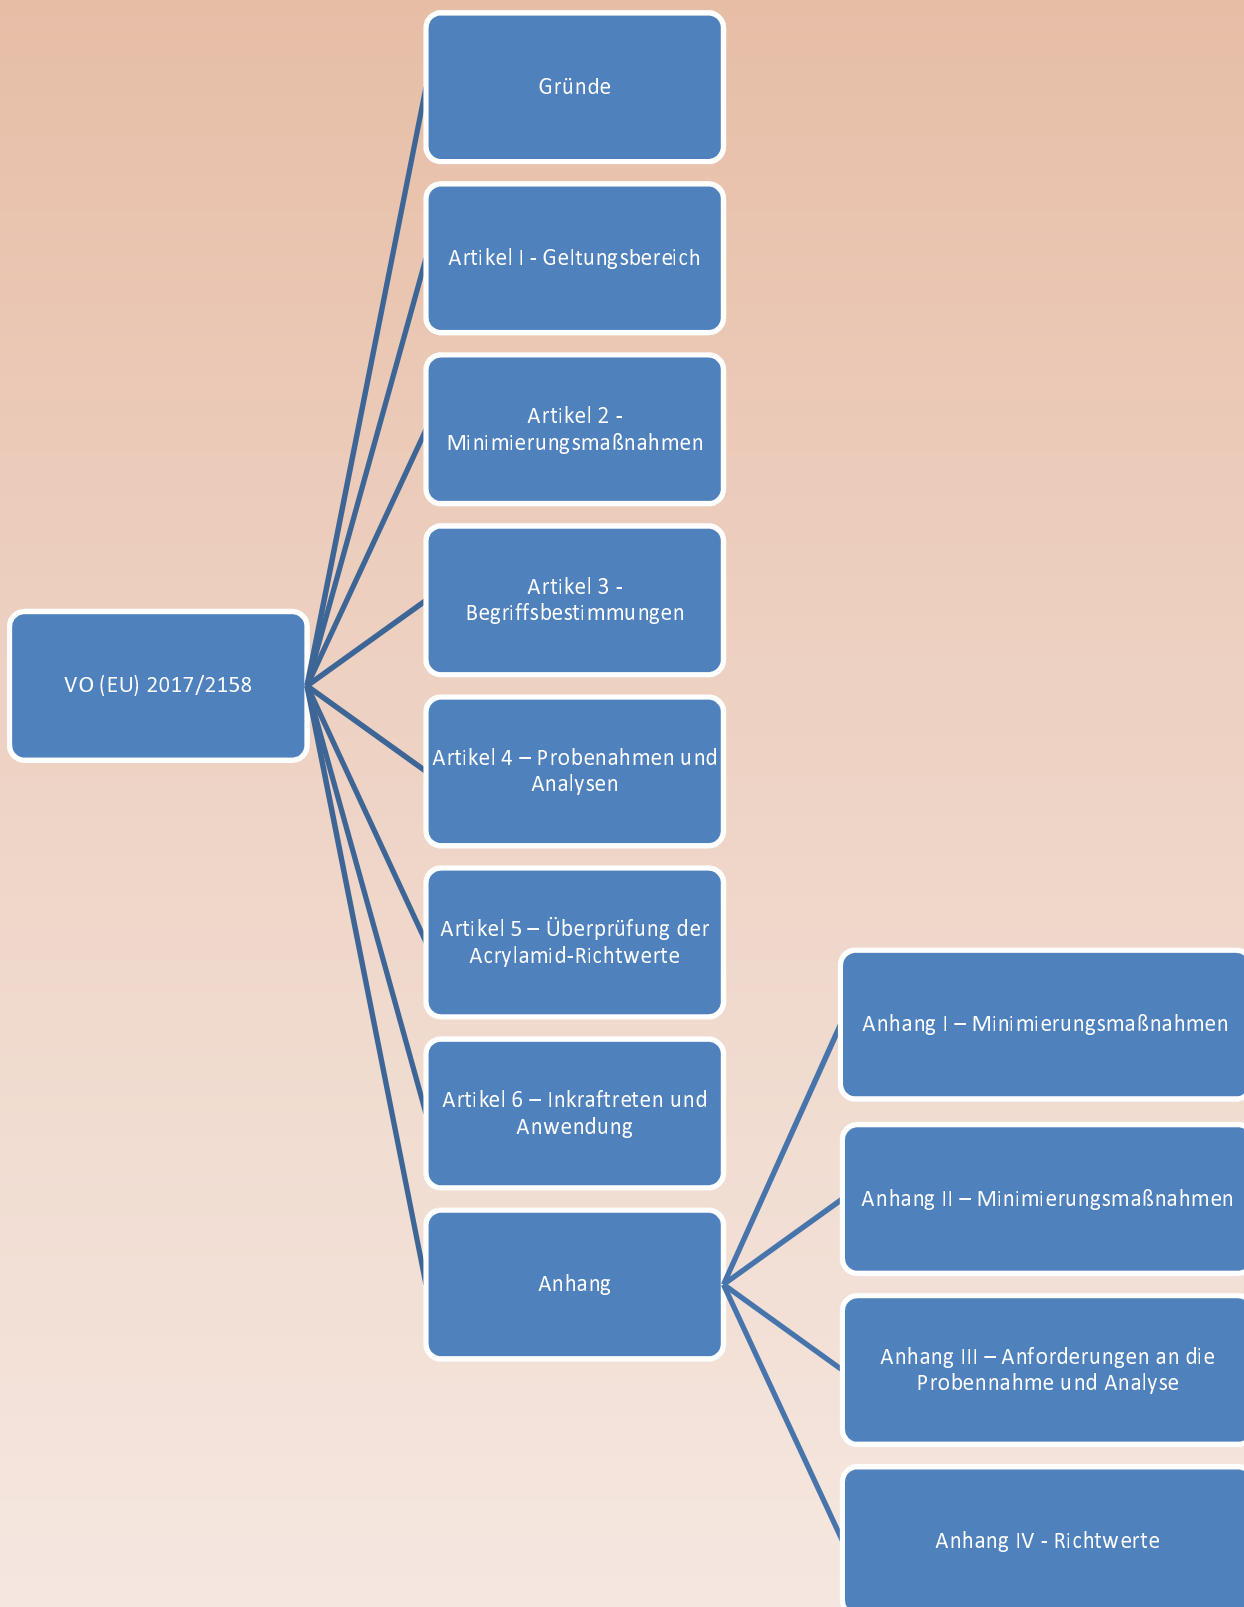 VO (EU) 2017/2158
Gründe
Artikel I - Geltungsbereich
Artikel 2 -
Minimierungsmaßnahmen
Artikel 3 -
Begriffsbestimmungen
Artikel 4 – Probenahmen und
Analysen
Artikel 5 – Überprüfung der
Acrylamid-Richtwerte
Artikel 6 – Inkraftreten und
Anwendung
Anhang
Anhang I – Minimierungsmaßnahmen
Anhang II – Minimierungsmaßnahmen
Anhang III – Anforderungen an die
Probennahme und Analyse
Anhang IV - Richtwerte